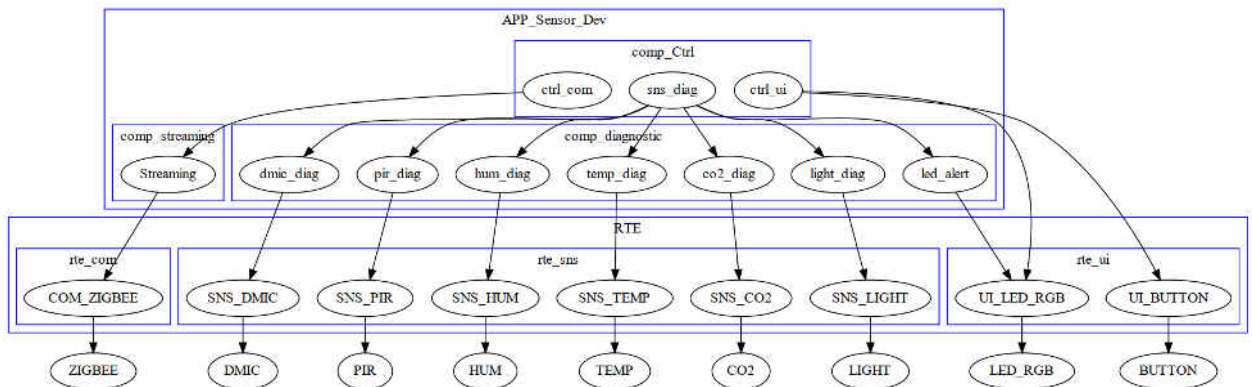 APP_Sensor_Dev
comp_Ctrl
ctrl_com sns_diag ctrl_ui
comp_streaming comp_diagnostic
Streaming dmic_diag pir_diag hum_diag temp_diag co2_diag light_diag led_alert
RTE
rte_com rte_sns rte_ui
COM_ZIGBEE SNS_DMIC SNS_PIR SNS_HUM SNS_TEMP SNS_CO2 SNS_LIGHT UI_LED_RGB UI_BUTTON
ZIGBEE DMIC PIR HUM TEMP CO2 LIGHT LED_RGB BUTTON